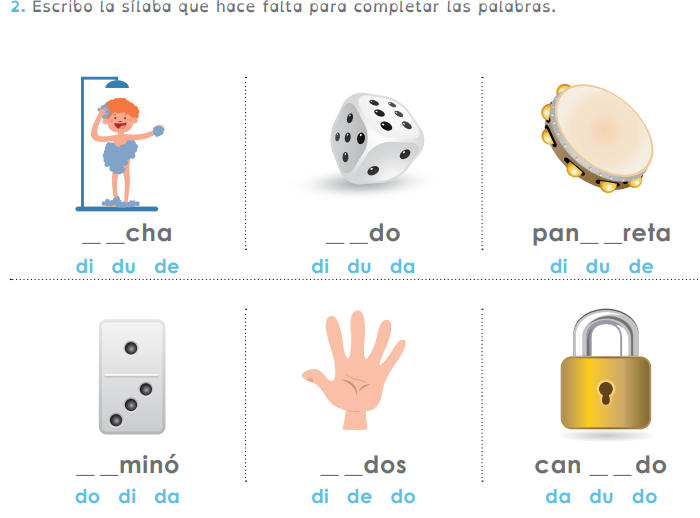 2. Escribo la sílaba que hace falta para completar las palabras.
_ _cha
di du de
_ _do
di du da
pan_ _reta
di du de
_ _minó
do di da
_ _dos
di de do
can _ _do
da du do